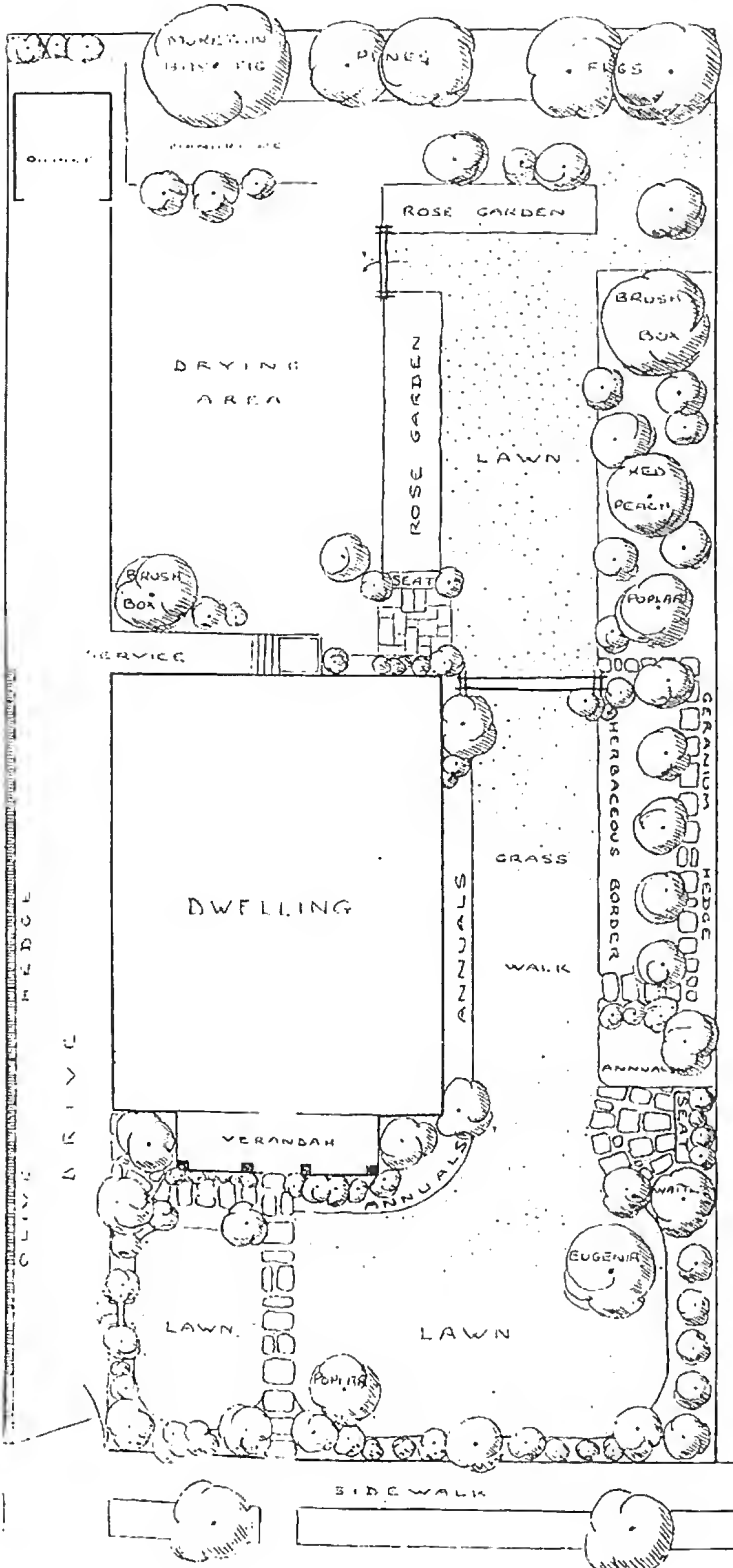 MORETON
BAY FIG
PINES
FIGS
ROSE GARDEN
BRUSH
BOX
DRYING
AREA
ROSE GARDEN
LAWN
RED
PEACH
SEAT
BRUSH
BOX
POPLAR
SERVICE
GERANIUM HEDGE
HERBACEOUS BORDER
GRASS
WALK
DWELLING
ANNUALS
OLIVE HEDGE
DRIVE
ANNUALS
SEAT
VERANDAH
ANNUALS
EUGENIA
LAWN
LAWN
POPLAR
SIDEWALK